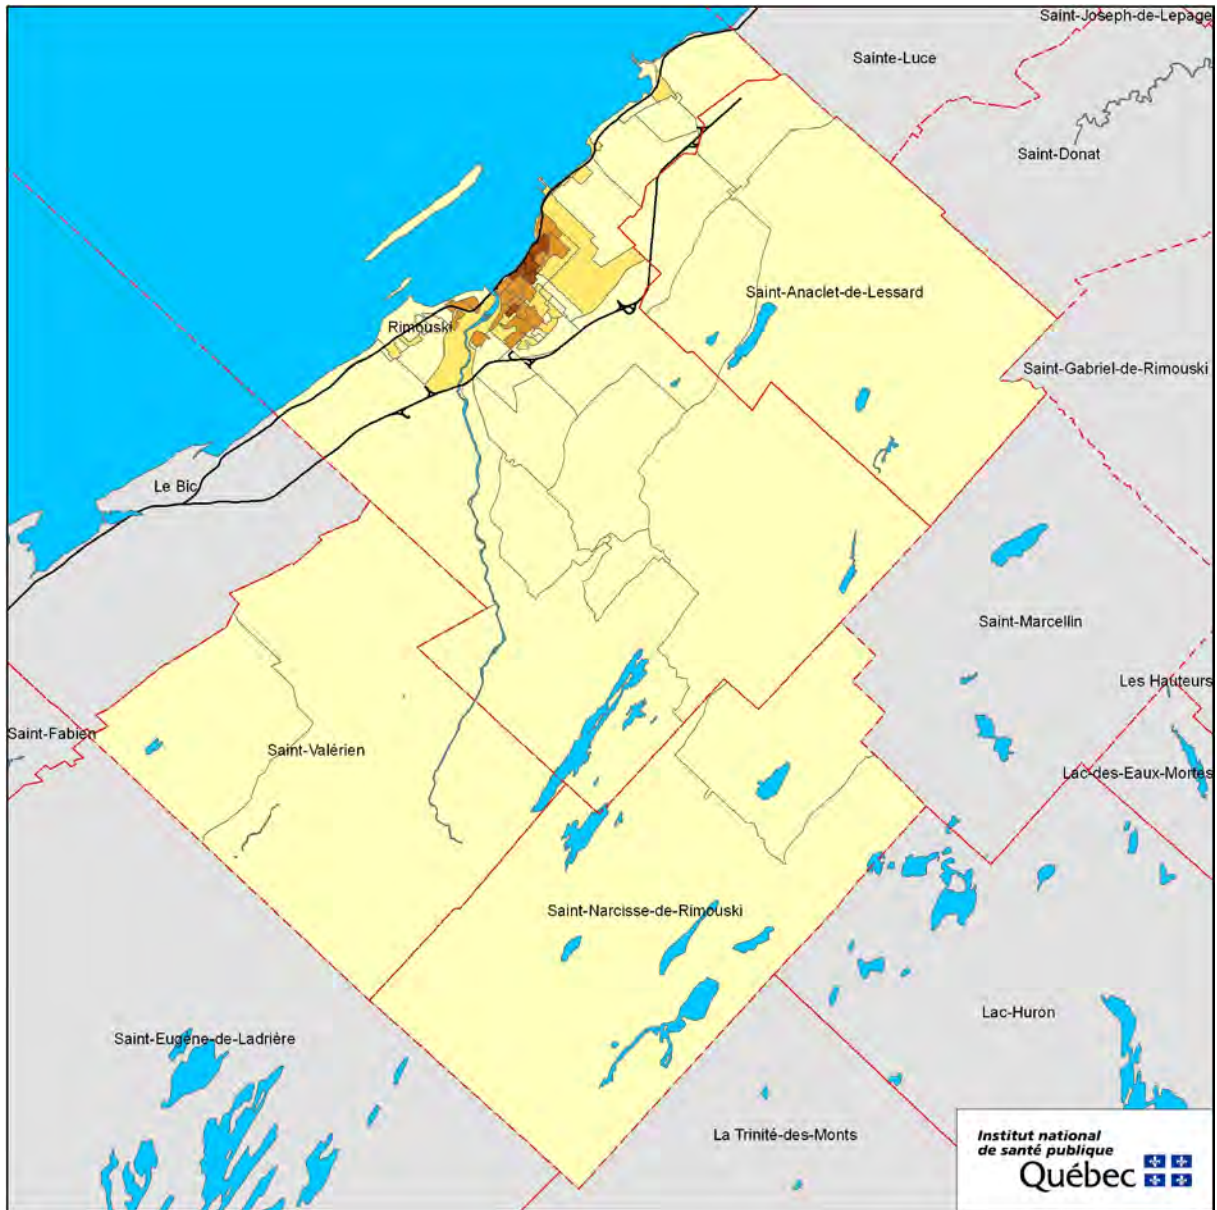 Saint-Joseph-de-Lepage
Sainte-Luce
Saint-Donat
Saint-Anaclet-de-Lessard
Rimouski
Saint-Gabriel-de-Rimouski
Le Bic
Saint-Marcellin
Les Hauteurs
Saint-Fabien
Saint-Valérien
Lac-des-Eaux-Mortes
Saint-Narcisse-de-Rimouski
Lac-Huron
Saint-Eugène-de-Ladrière
La Trinité-des-Monts
Institut national
de santé publique
Québec